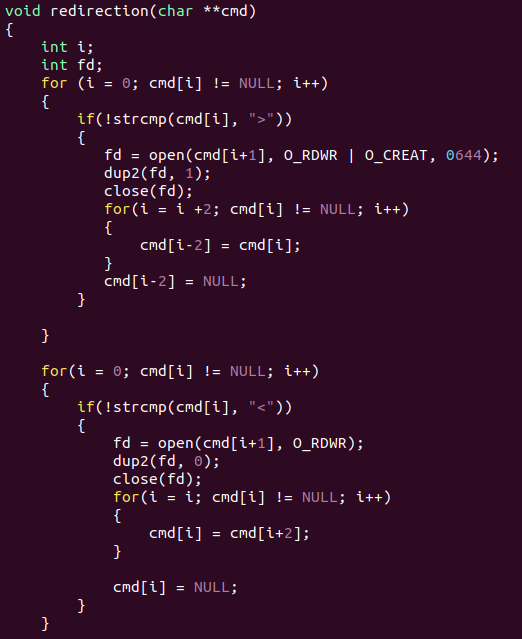 void redirection(char **cmd)
{
    int i;
    int fd;
    for (i = 0; cmd[i] != NULL; i++)
    {
        if(!strcmp(cmd[i], ">"))
        {
           fd = open(cmd[i+1], O_RDWR | O_CREAT, 0644);
           dup2(fd, 1);
           close(fd);
           for(i = i +2; cmd[i] != NULL; i++)
           {
               cmd[i-2] = cmd[i];
           }
           cmd[i-2] = NULL;
        }

    }

    for(i = 0; cmd[i] != NULL; i++)
    {
        if(!strcmp(cmd[i], "<"))
        {
            fd = open(cmd[i+1], O_RDWR);
            dup2(fd, 0);
            close(fd);
            for(i = i; cmd[i] != NULL; i++)
            {
                cmd[i] = cmd[i+2];
            }

            cmd[i] = NULL;
        }
    }